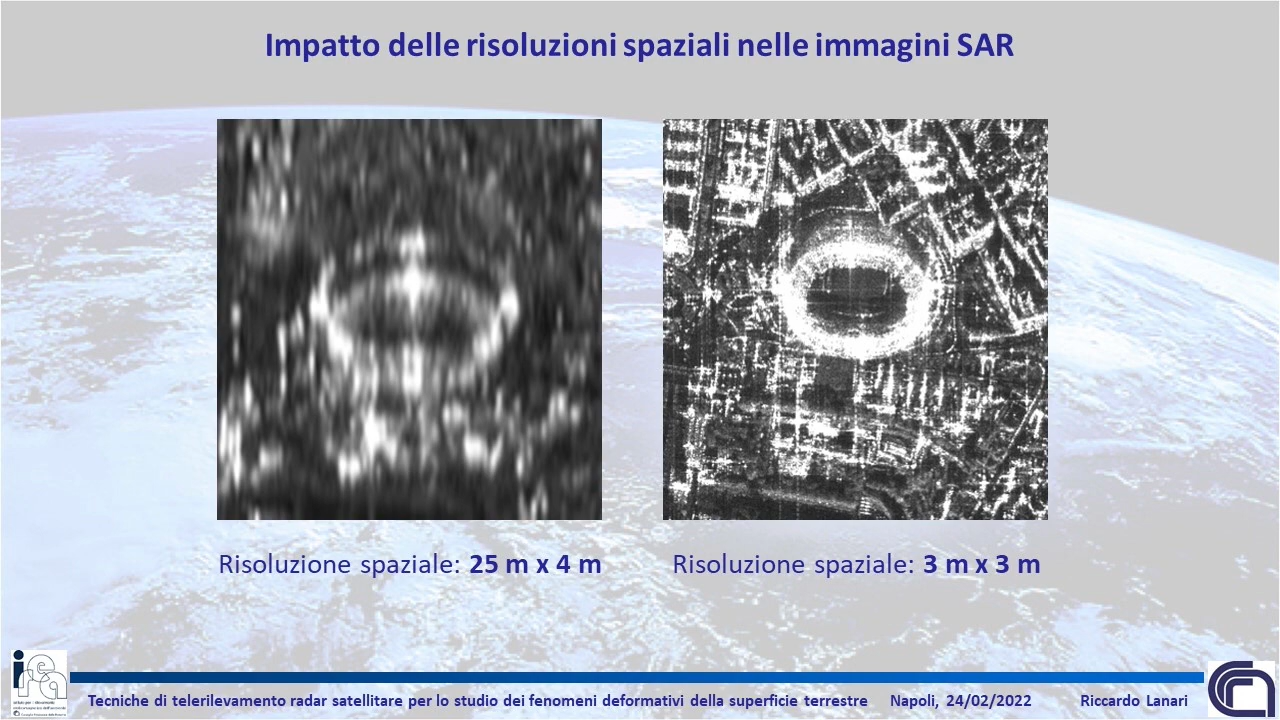 Impatto delle risoluzioni spaziali nelle immagini SAR
Risoluzione spaziale: 25 m x 4 m
Risoluzione spaziale: 3 m x 3 m
irea
Tecniche di telerilevamento radar satellitare per lo studio dei fenomeni deformativi della superficie terrestre Napoli, 24/02/2022 Riccardo Lanari